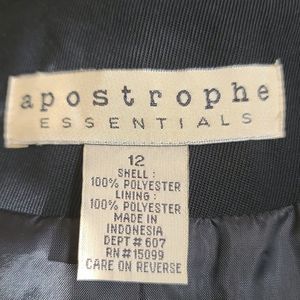 apostrophe
ESSENTIALS
12
SHELL :
100% POLYESTER
LINING :
100% POLYESTER
MADE IN
INDONESIA
DEPT # 607
RN #15099
CARE ON REVERSE